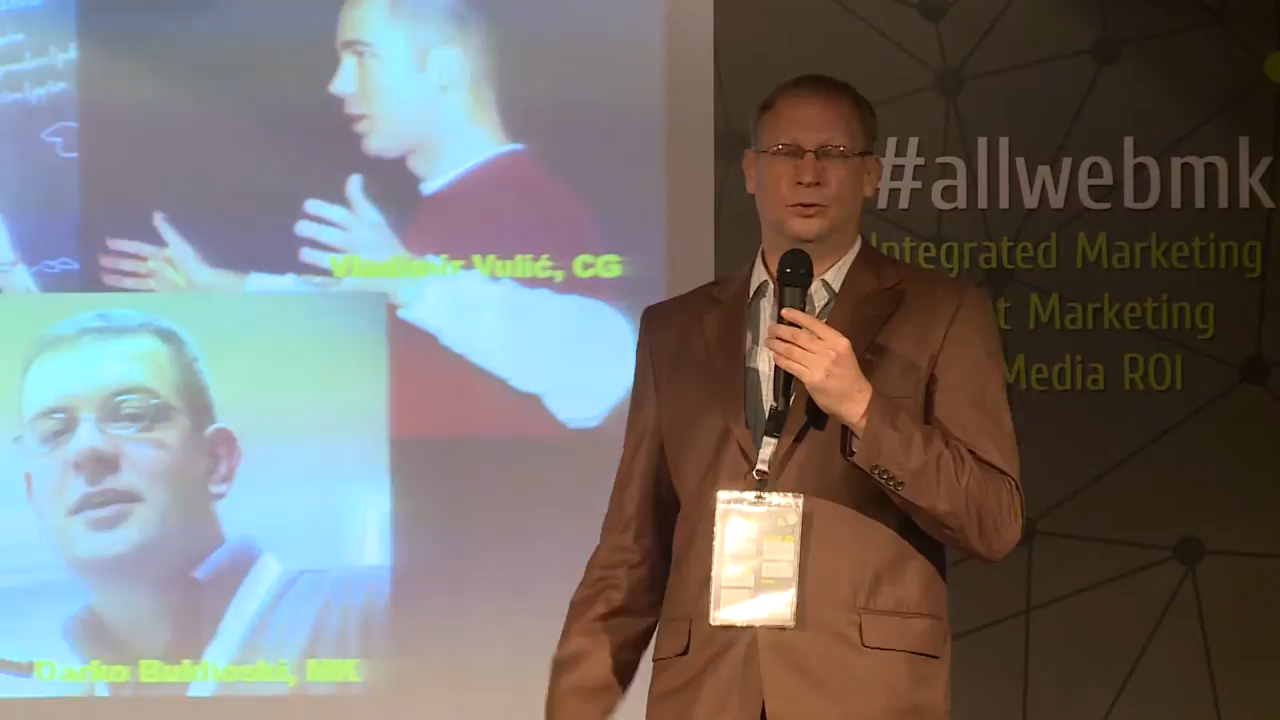 Vladimir Vulić, CG
Darko Buldioski, MK
#allwebmk
Integrated Marketing
t Marketing
Media ROI